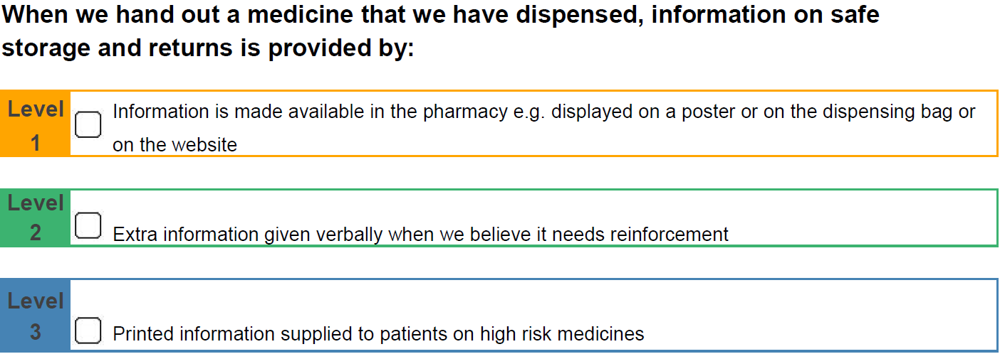 When we hand out a medicine that we have dispensed, information on safe
storage and returns is provided by:
Level
1
Information is made available in the pharmacy e.g. displayed on a poster or on the dispensing bag or
on the website
Level
2
Extra information given verbally when we believe it needs reinforcement
Level
3
Printed information supplied to patients on high risk medicines